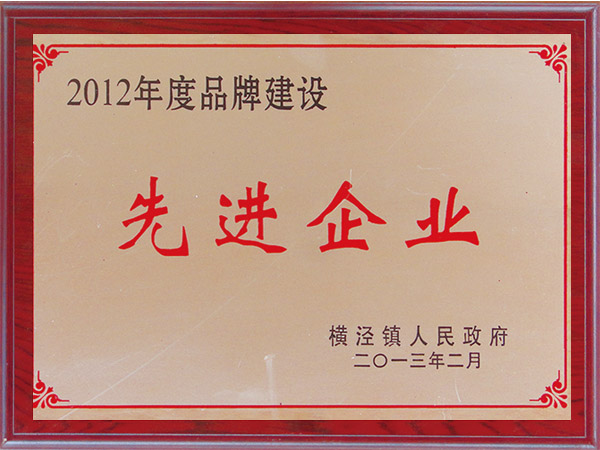 2012年度品牌建设
先进企业
横泾镇人民政府
二〇一三年二月